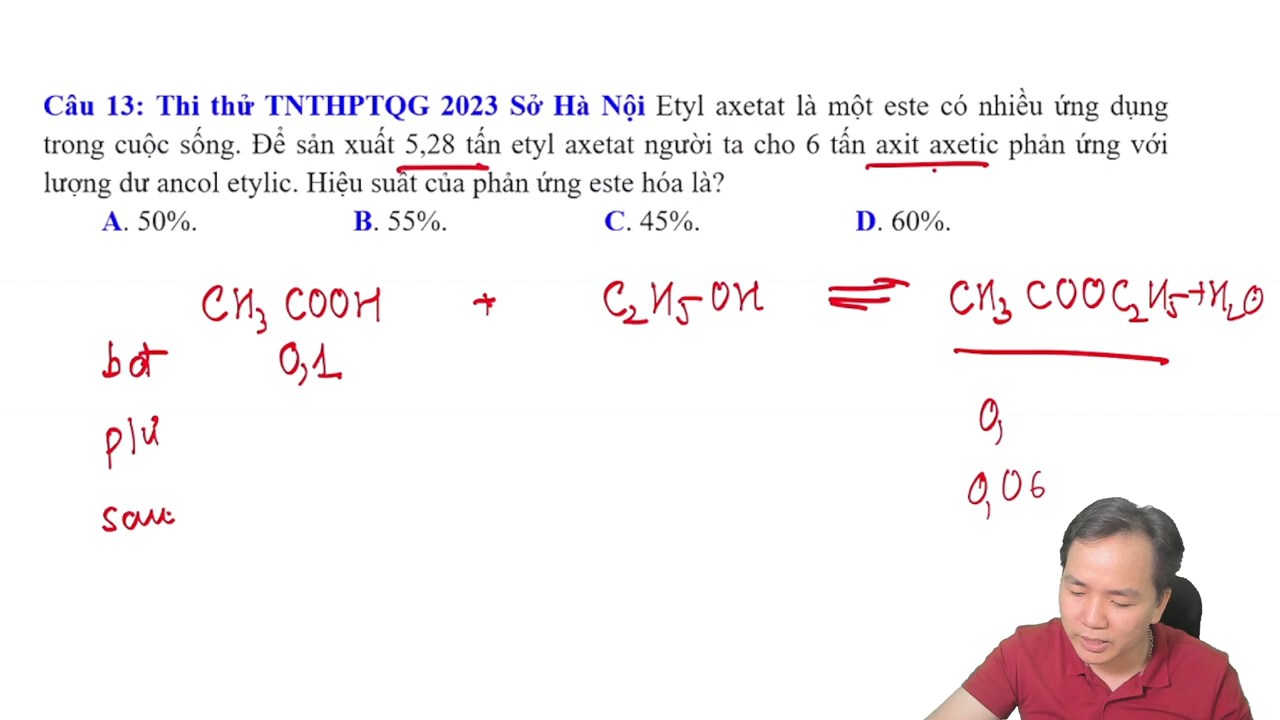 Câu 13: Thi thử TNTHPTQG 2023 Sở Hà Nội Etyl axetat là một este có nhiều ứng dụng
trong cuộc sống. Để sản xuất 5,28 tấn etyl axetat người ta cho 6 tấn axit axetic phản ứng với
lượng dư ancol etylic. Hiệu suất của phản ứng este hóa là?
A. 50%. B. 55%. C. 45%. D. 60%.
CH₃COOH + C₂H₅OH ⇌ CH₃COOC₂H₅+H₂O
bđ 0,1
p/ư 0,
sau 0,06